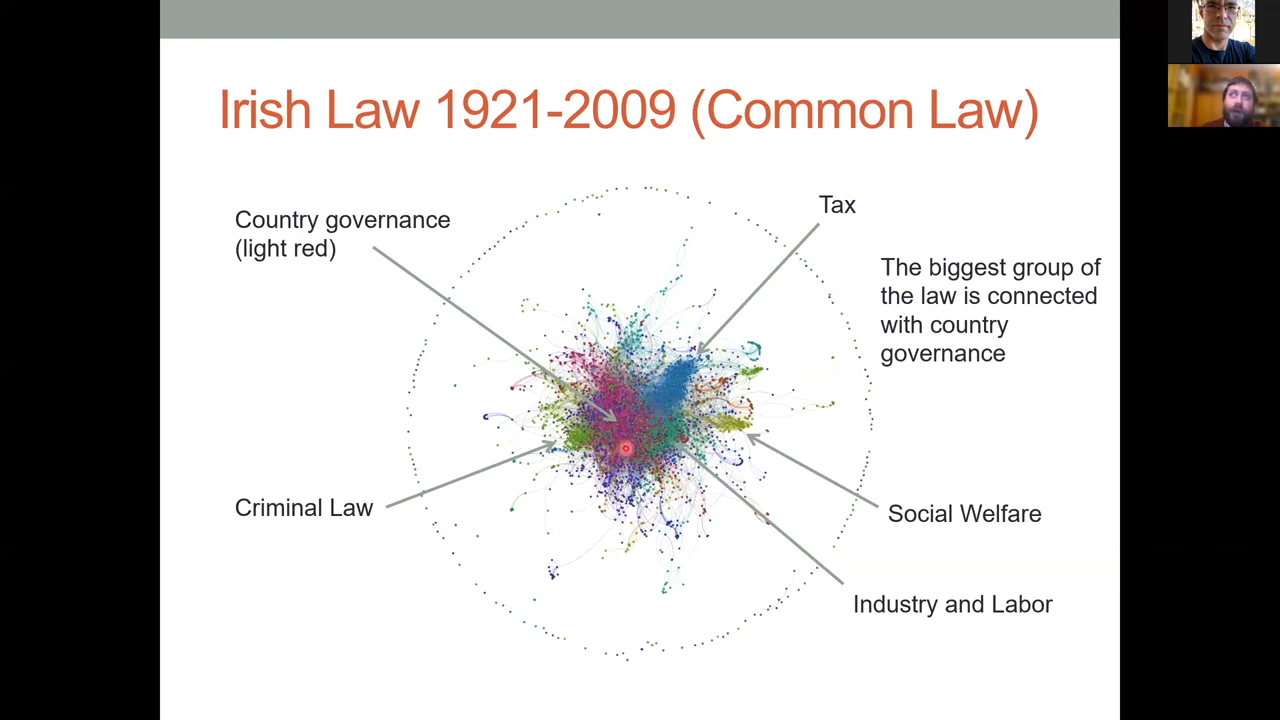 Irish Law 1921-2009 (Common Law)
Country governance
(light red)
Tax
The biggest group of
the law is connected
with country
governance
Criminal Law
Social Welfare
Industry and Labor